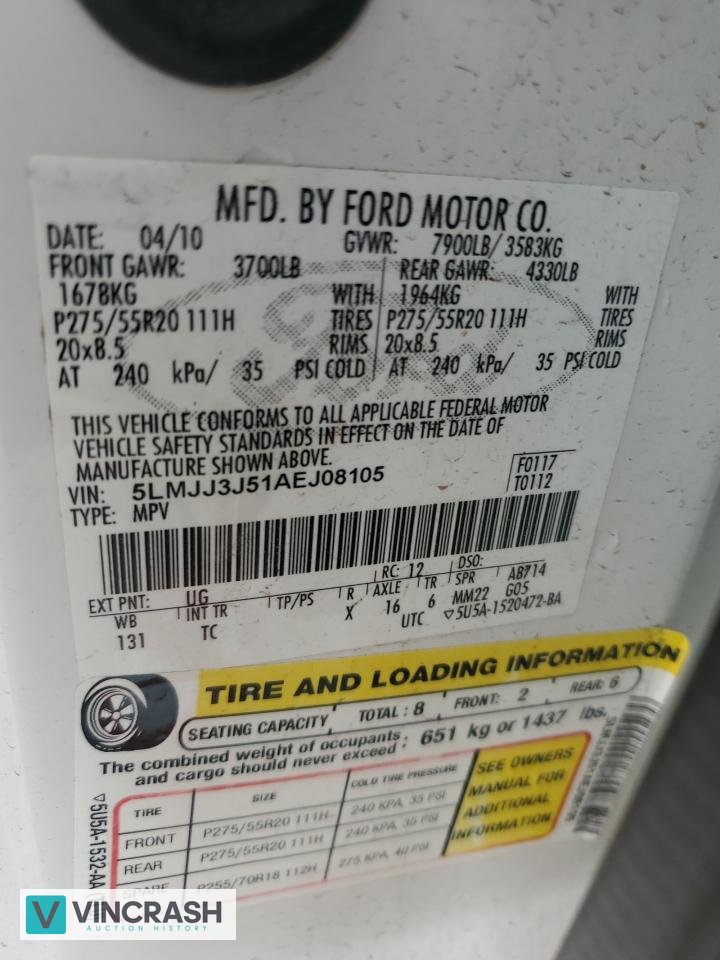 MFD. BY FORD MOTOR CO.
DATE: 04/10 GVWR: 7900LB/ 3583KG
FRONT GAWR: 3700LB REAR GAWR: 4330LB
1678KG WITH 1964KG WITH
P275/55R20 111H TIRES P275/55R20 111H TIRES
20x8.5 RIMS 20x8.5 RIMS
AT 240 kPa/ 35 PSI COLD AT 240 kPa/ 35 PSI COLD
THIS VEHICLE CONFORMS TO ALL APPLICABLE FEDERAL MOTOR
VEHICLE SAFETY STANDARDS IN EFFECT ON THE DATE OF
MANUFACTURE SHOWN ABOVE.
VIN: 5LMJJ3J51AEJ08105 F0117
TYPE: MPV T0112
EXT PNT: UG RC: 12 DSO:
WB INT TR TP/PS R AXLE TR SPR AB714
131 TC X 16 6 MM22 G05
UTC ▽5U5A-1520472-BA
TIRE AND LOADING INFORMATION
SEATING CAPACITY TOTAL : 8 FRONT: 2 REAR: 6
The combined weight of occupants
and cargo should never exceed : 651 kg or 1437 lbs.
TIRE SIZE COLD TIRE PRESSURE
FRONT P275/55R20 111H 240 KPA, 35 PSI
REAR P275/55R20 111H 240 KPA, 35 PSI
SPARE P255/70R18 112H 275 KPA, 40 PSI
SEE OWNERS
MANUAL FOR
ADDITIONAL
INFORMATION
▽5U5A-1532-AA
VINCRASH
AUCTION HISTORY